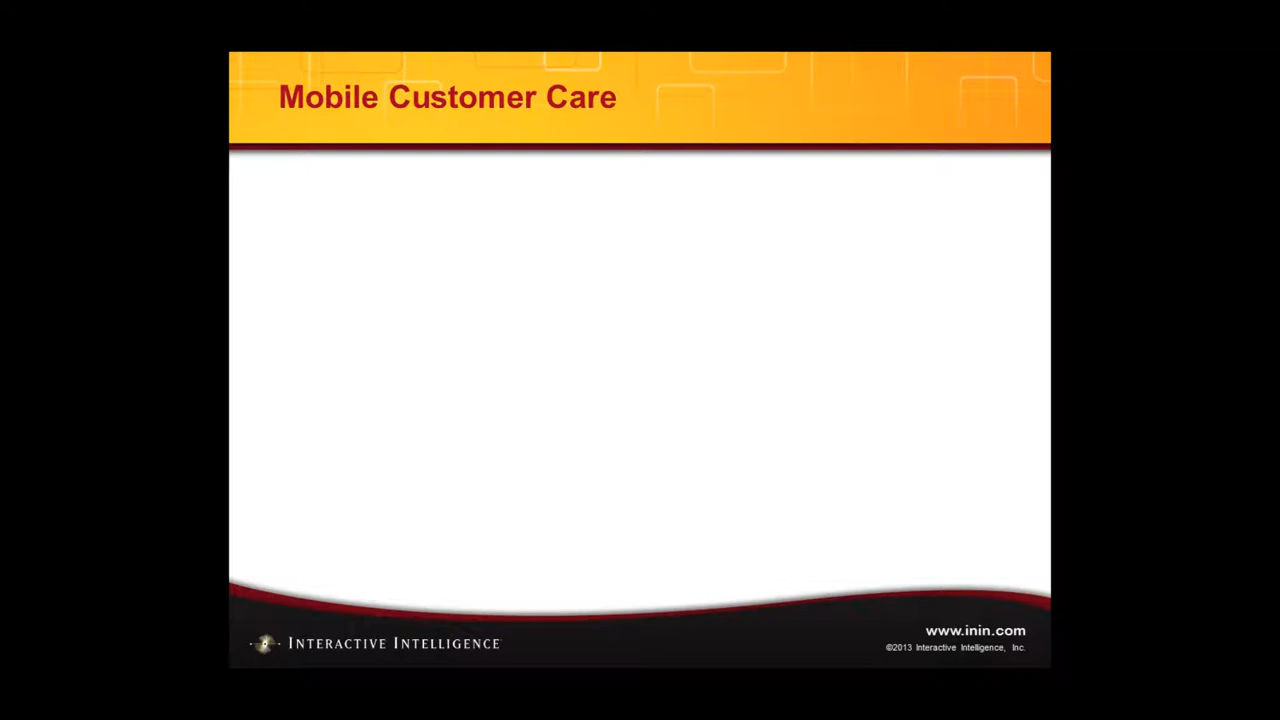 Mobile Customer Care
INTERACTIVE INTELLIGENCE
www.inin.com
©2013 Interactive Intelligence, Inc.